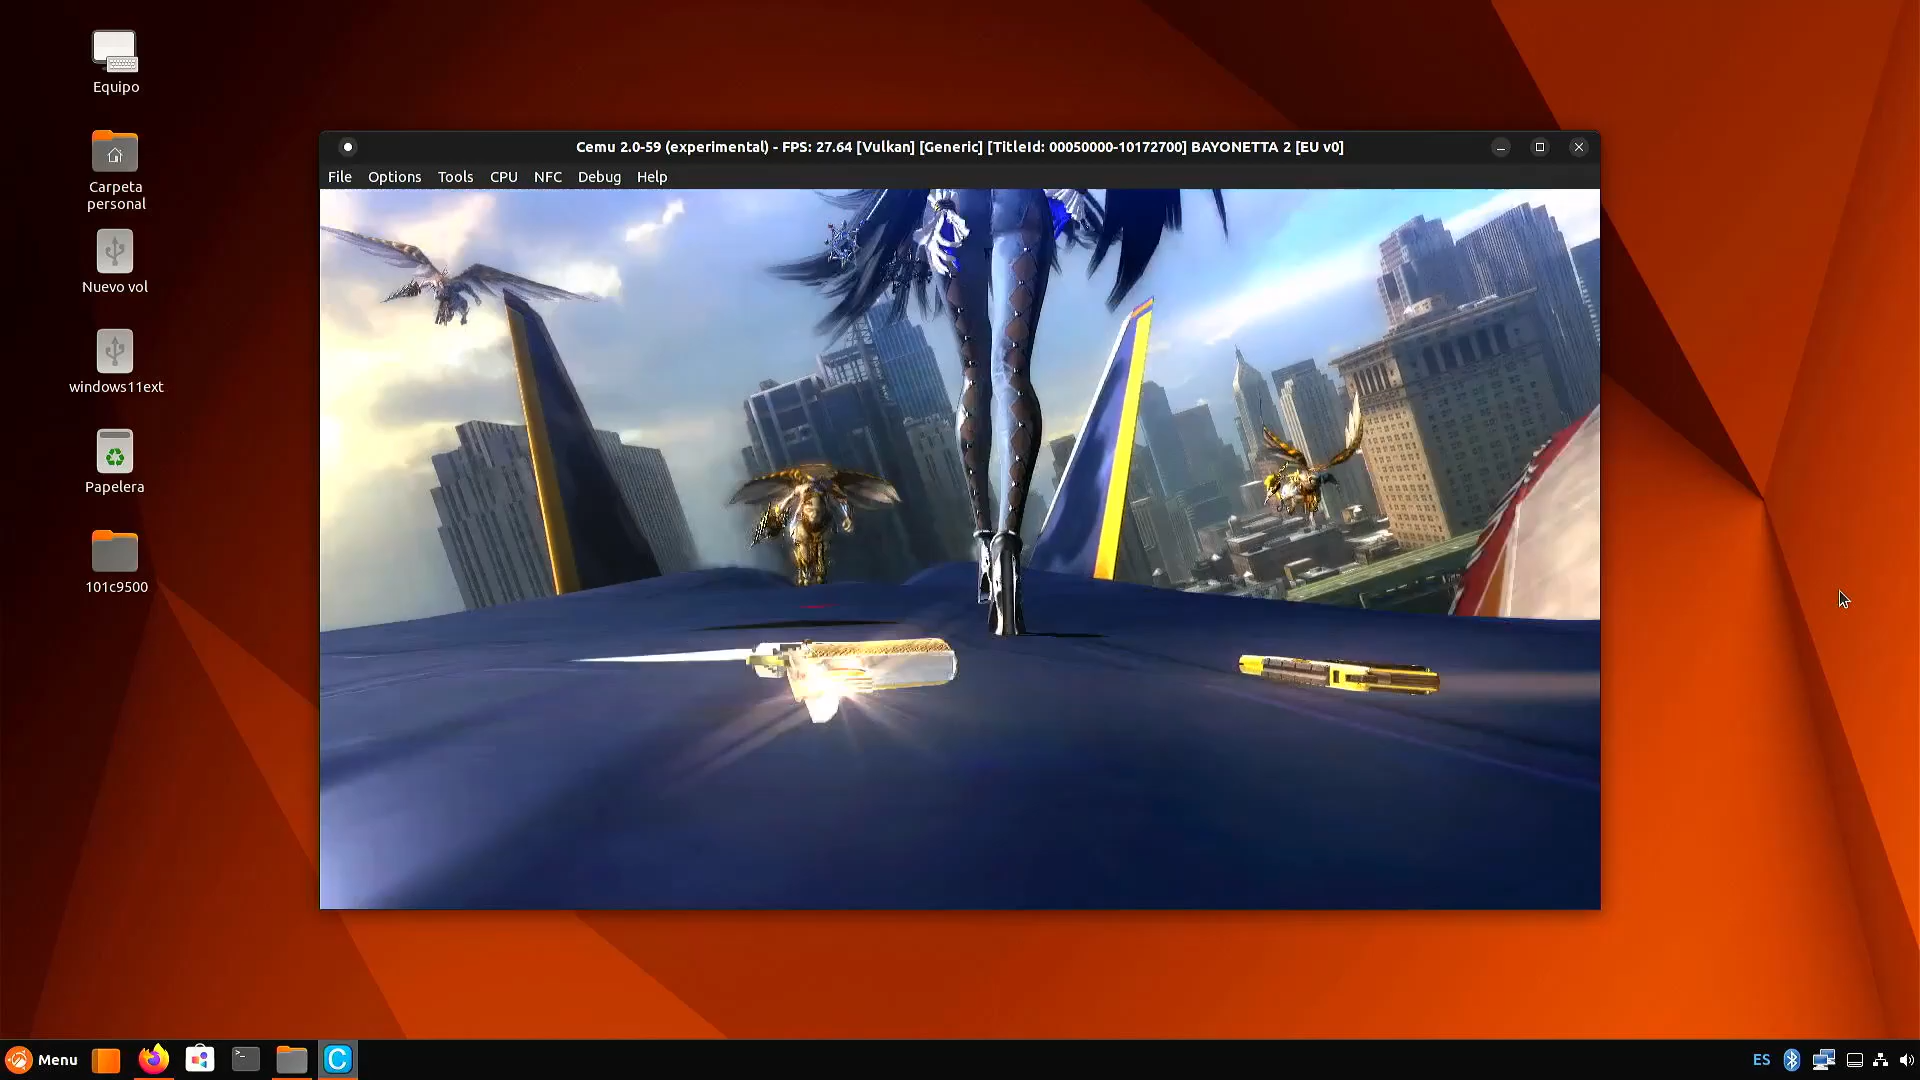 Equipo
Carpeta
personal
Nuevo vol
windows11ext
Papelera
101c9500
Cemu 2.0-59 (experimental) - FPS: 27.64 [Vulkan] [Generic] [TitleId: 00050000-10172700] BAYONETTA 2 [EU v0]
File Options Tools CPU NFC Debug Help
Menu
ES